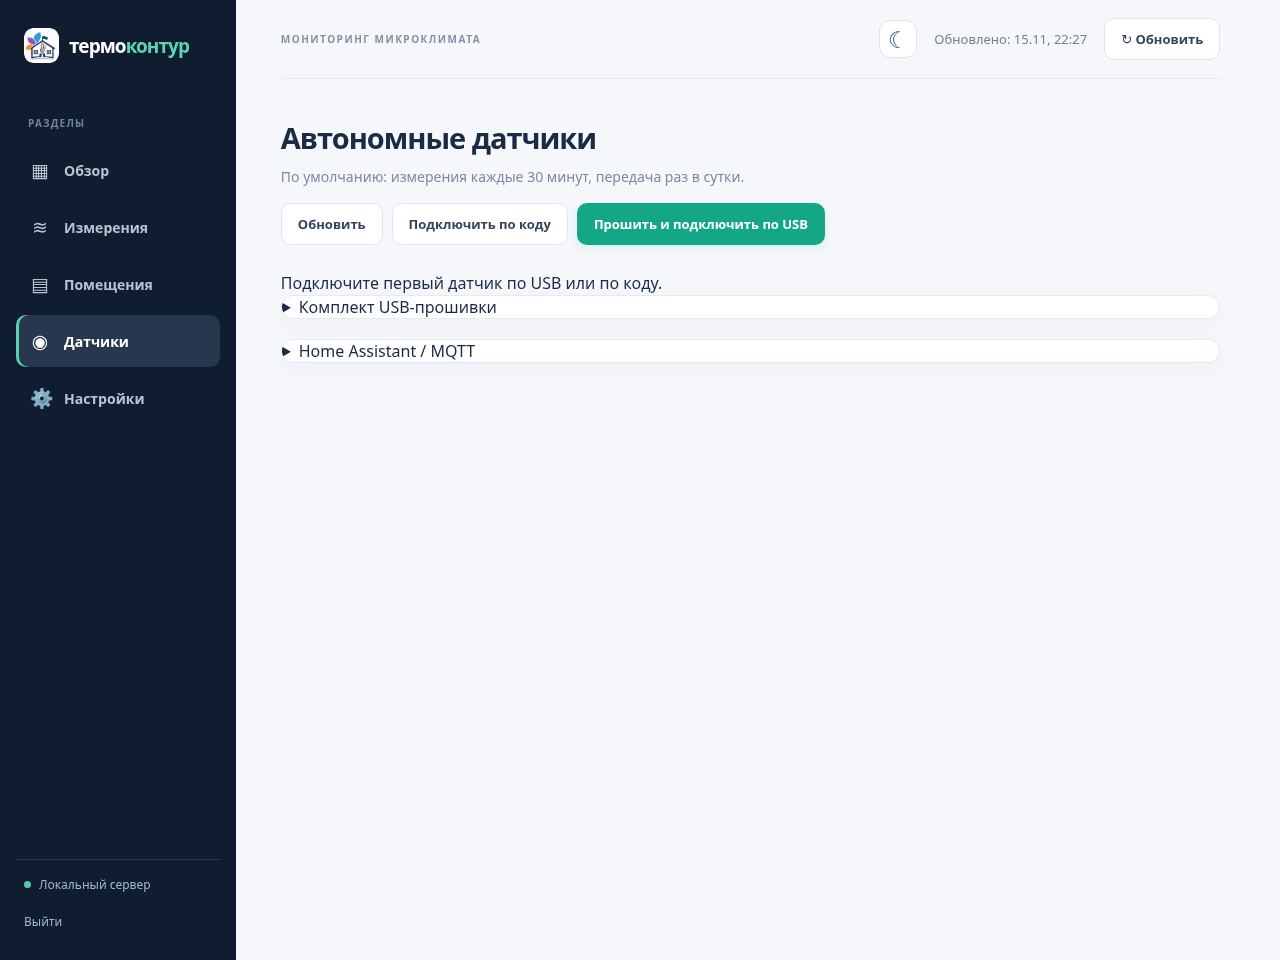 термоконтур
РАЗДЕЛЫ
Обзор
Измерения
Помещения
Датчики
Настройки
Локальный сервер
Выйти
МОНИТОРИНГ МИКРОКЛИМАТА
Обновлено: 15.11, 22:27
↻ Обновить
Автономные датчики
По умолчанию: измерения каждые 30 минут, передача раз в сутки.
Обновить
Подключить по коду
Прошить и подключить по USB
Подключите первый датчик по USB или по коду.
Комплект USB-прошивки
Home Assistant / MQTT